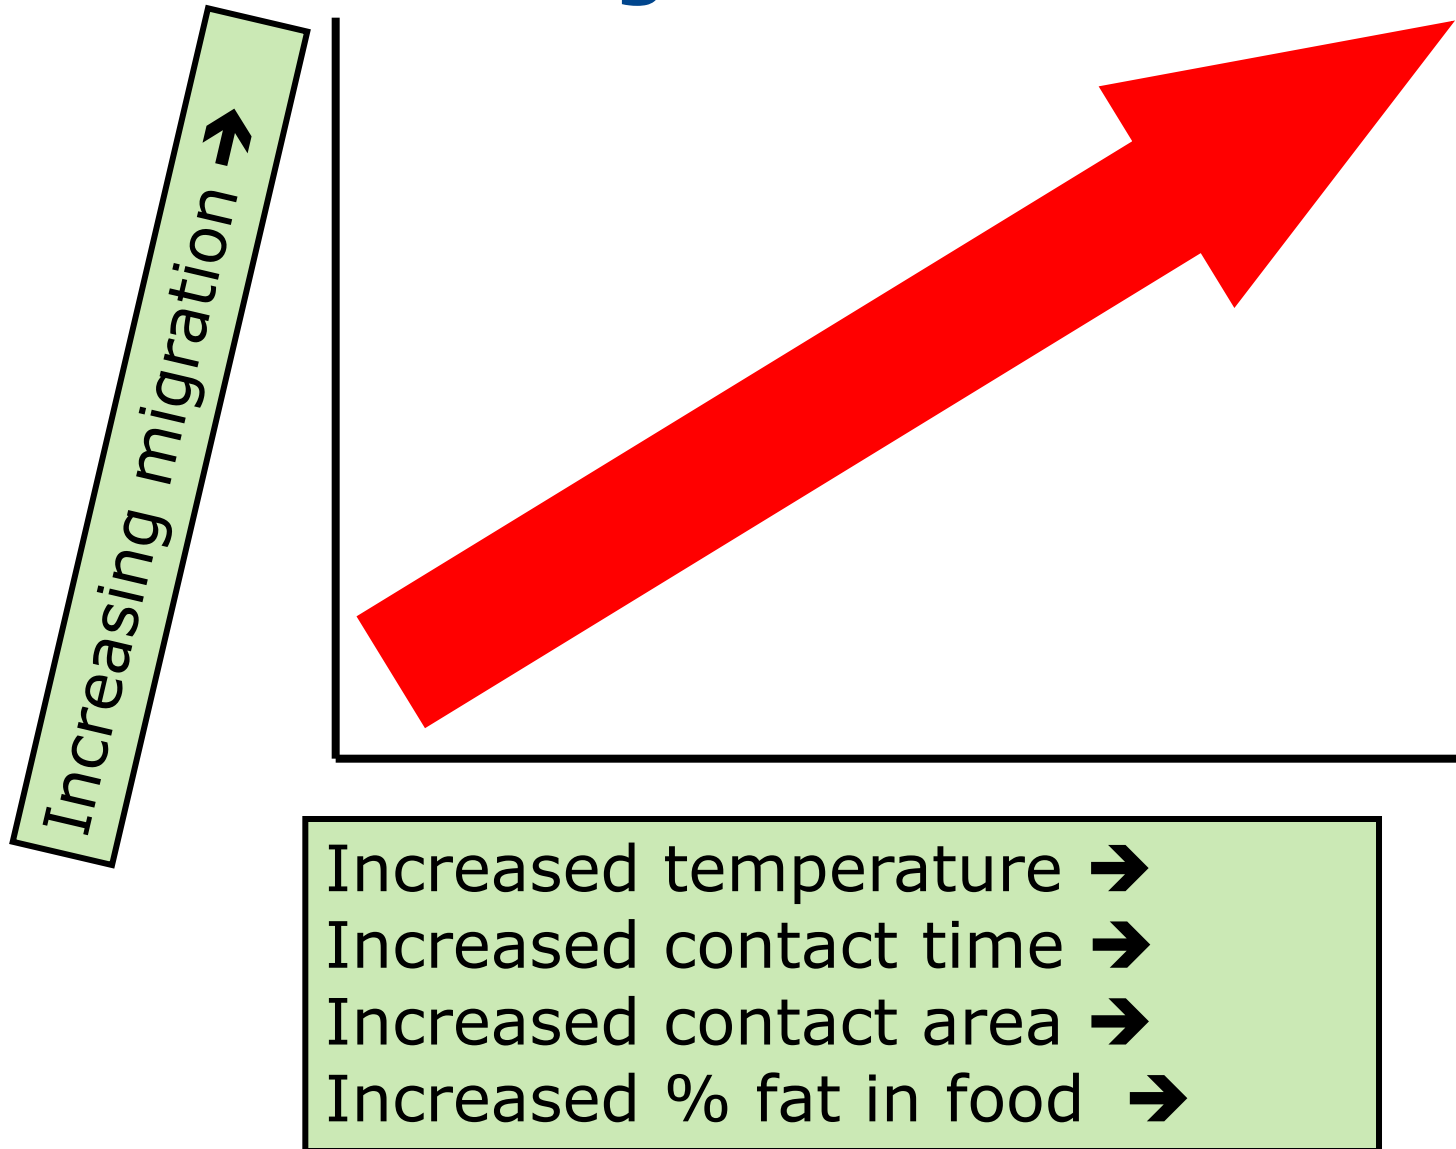 Increasing migration ➔
Increased temperature ➔
Increased contact time ➔
Increased contact area ➔
Increased % fat in food ➔